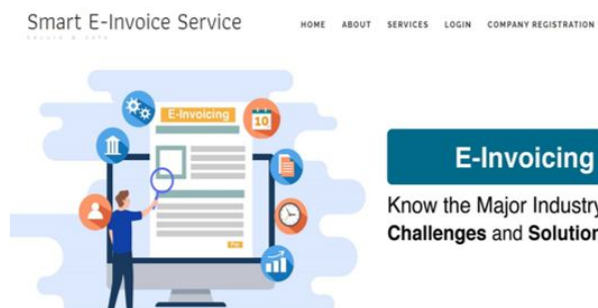 Smart E-Invoice Service
HOME ABOUT SERVICES LOGIN COMPANY REGISTRATION
E-Invoicing
10
E-Invoicing
Know the Major Industry
Challenges and Solution